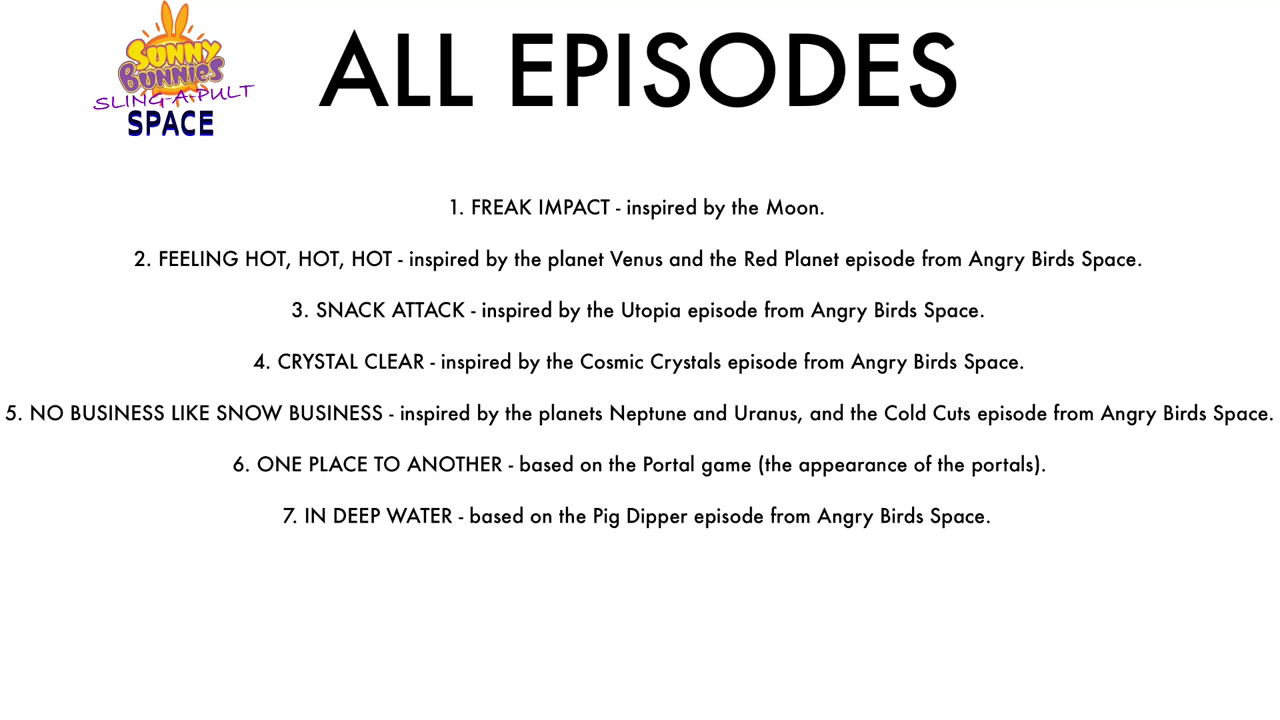 SUNNY
BUNNIES
SLING-A-PULT
SPACE
ALL EPISODES
1. FREAK IMPACT - inspired by the Moon.
2. FEELING HOT, HOT, HOT - inspired by the planet Venus and the Red Planet episode from Angry Birds Space.
3. SNACK ATTACK - inspired by the Utopia episode from Angry Birds Space.
4. CRYSTAL CLEAR - inspired by the Cosmic Crystals episode from Angry Birds Space.
5. NO BUSINESS LIKE SNOW BUSINESS - inspired by the planets Neptune and Uranus, and the Cold Cuts episode from Angry Birds Space.
6. ONE PLACE TO ANOTHER - based on the Portal game (the appearance of the portals).
7. IN DEEP WATER - based on the Pig Dipper episode from Angry Birds Space.